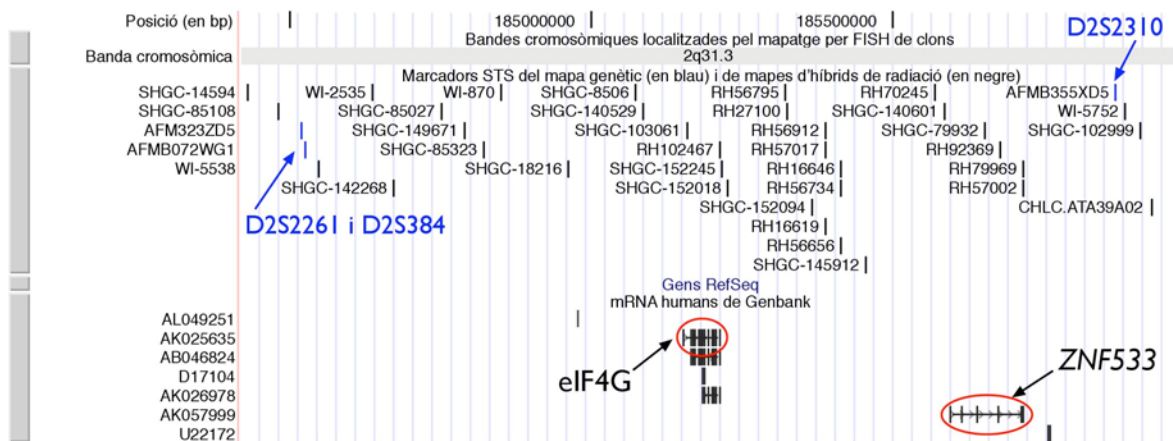 Posició (en bp) 185000000 185500000
D2S2310
Bandes cromosòmiques localitzades pel mapatge per FISH de clons
Banda cromosòmica 2q31.3
Marcadors STS del mapa genètic (en blau) i de mapes d'híbrids de radiació (en negre)
SHGC-14594 WI-2535 WI-870 SHGC-8506 RH56795 RH70245 AFMB355XD5
SHGC-85108 SHGC-85027 SHGC-140529 RH27100 SHGC-140601 WI-5752
AFM323ZD5 SHGC-149671 SHGC-103061 RH56912 SHGC-79932 SHGC-102999
AFMB072WG1 SHGC-85323 RH102467 RH57017 RH92369
WI-5538 SHGC-18216 SHGC-152245 RH16646 RH79969
SHGC-142268 SHGC-152018 RH56734 RH57002
SHGC-152094 CHLC.ATA39A02
D2S2261 i D2S384 RH16619
RH56656
SHGC-145912
Gens RefSeq
mRNA humans de Genbank
AL049251
AK025635
AB046824
eIF4G
ZNF533
D17104
AK026978
AK057999
U22172